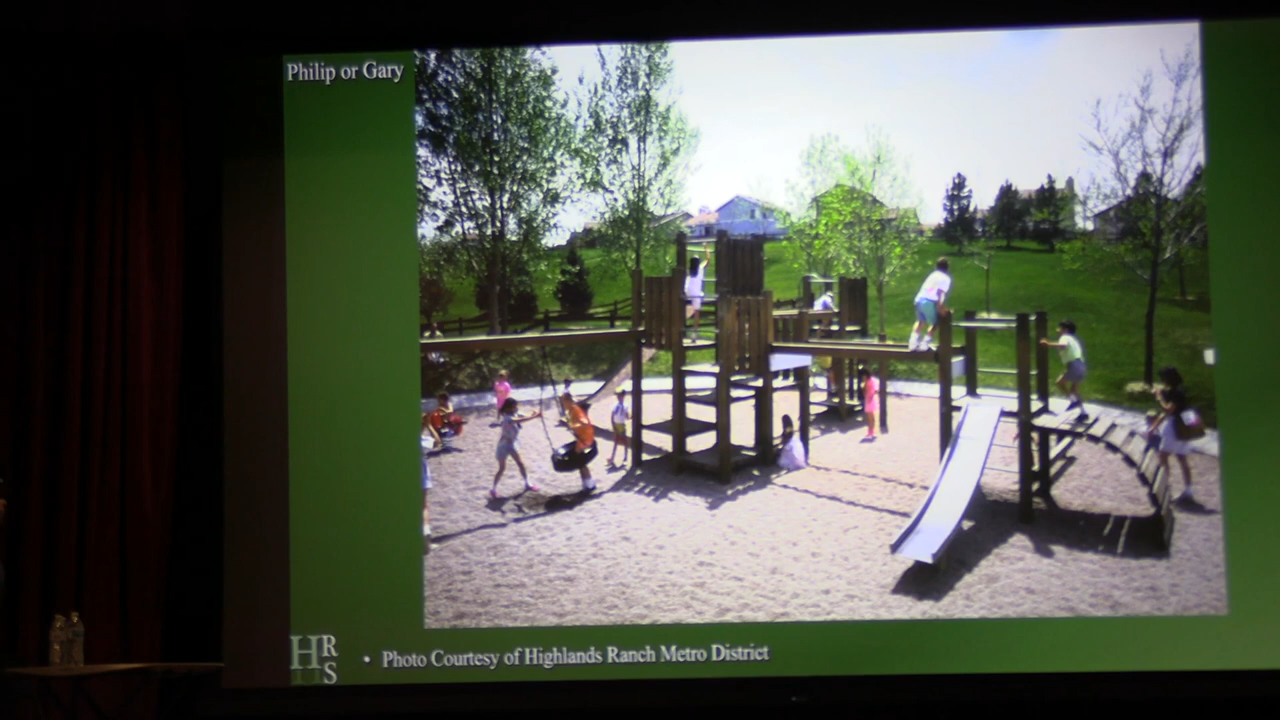 Philip or Gary
HRS
• Photo Courtesy of Highlands Ranch Metro District